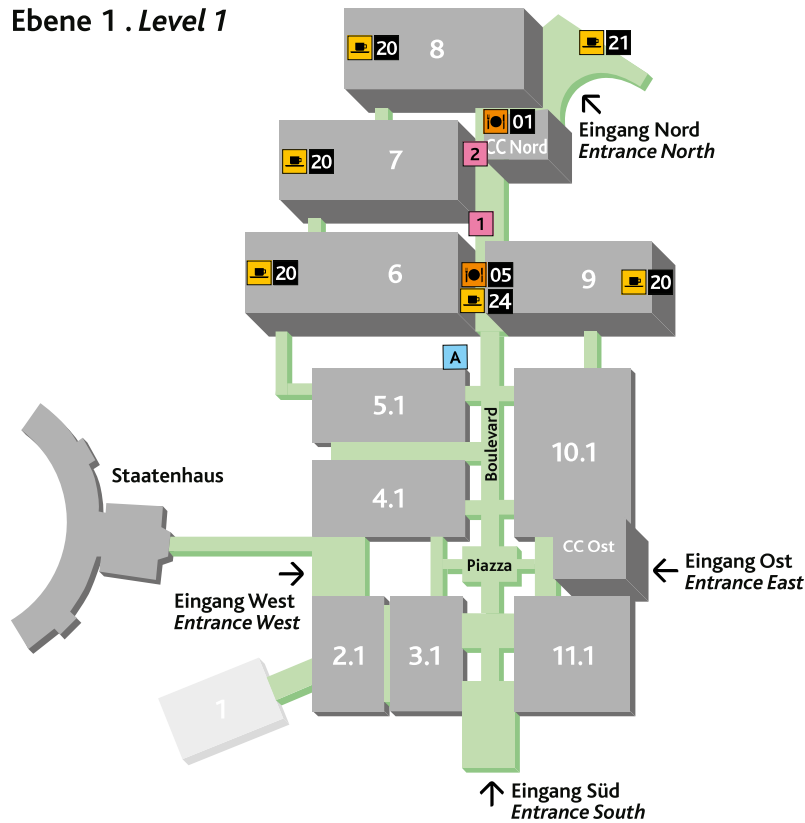 Ebene 1 . Level 1
20
8
21
01
CC Nord
Eingang Nord
Entrance North
20
7
2
1
20
6
05
24
9
20
A
5.1
Boulevard
10.1
4.1
Staatenhaus
CC Ost
Piazza
Eingang Ost
Entrance East
Eingang West
Entrance West
2.1
3.1
11.1
1
Eingang Süd
Entrance South